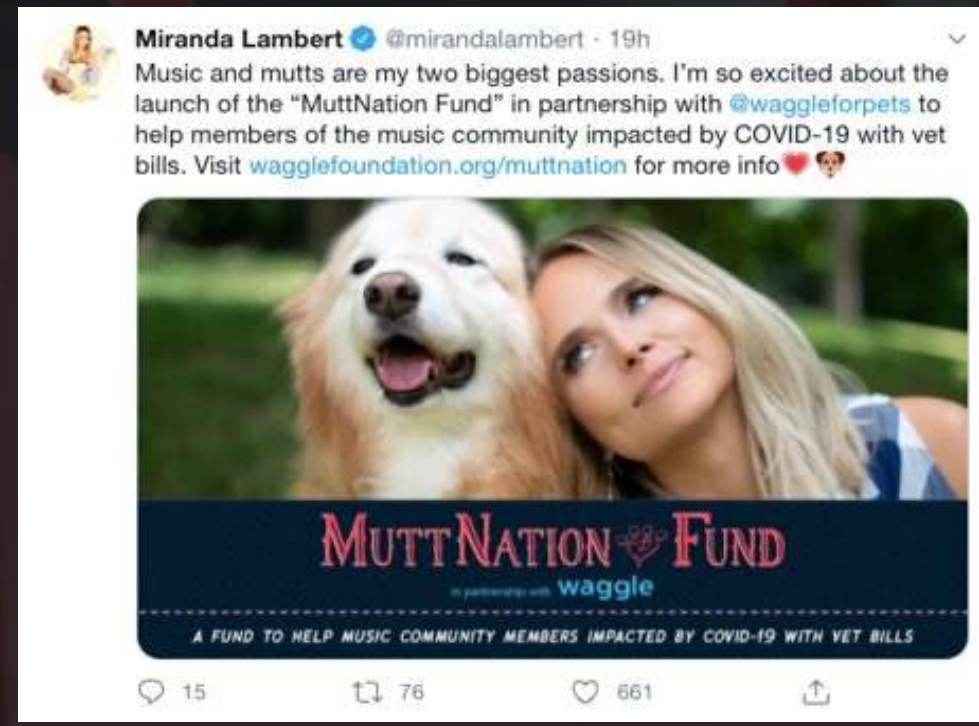 Miranda Lambert @mirandalambert · 19h
Music and mutts are my two biggest passions. I'm so excited about the
launch of the “MuttNation Fund” in partnership with @waggleforpets to
help members of the music community impacted by COVID-19 with vet
bills. Visit wagglefoundation.org/muttnation for more info❤️🐶
MUTTNATION FUND
in partnership with waggle
A FUND TO HELP MUSIC COMMUNITY MEMBERS IMPACTED BY COVID-19 WITH VET BILLS
15 76 661